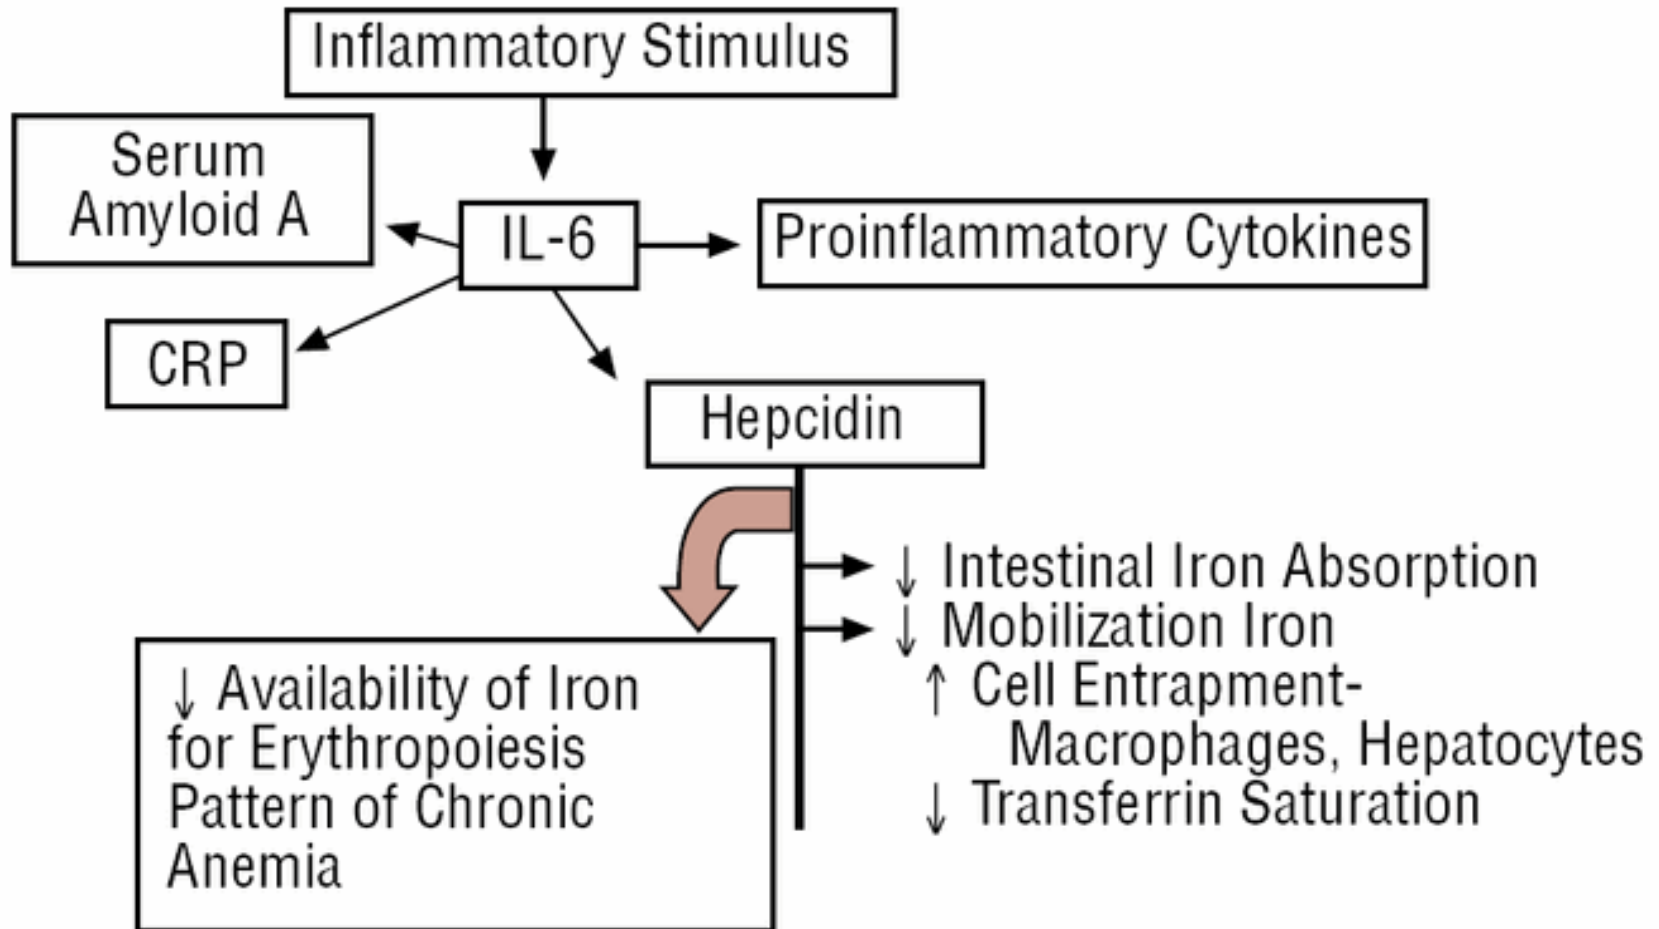 Inflammatory Stimulus
Serum
Amyloid A
IL-6
Proinflammatory Cytokines
CRP
Hepcidin
↓ Intestinal Iron Absorption
↓ Mobilization Iron
↑ Cell Entrapment-
Macrophages, Hepatocytes
↓ Transferrin Saturation
↓ Availability of Iron
for Erythropoiesis
Pattern of Chronic
Anemia